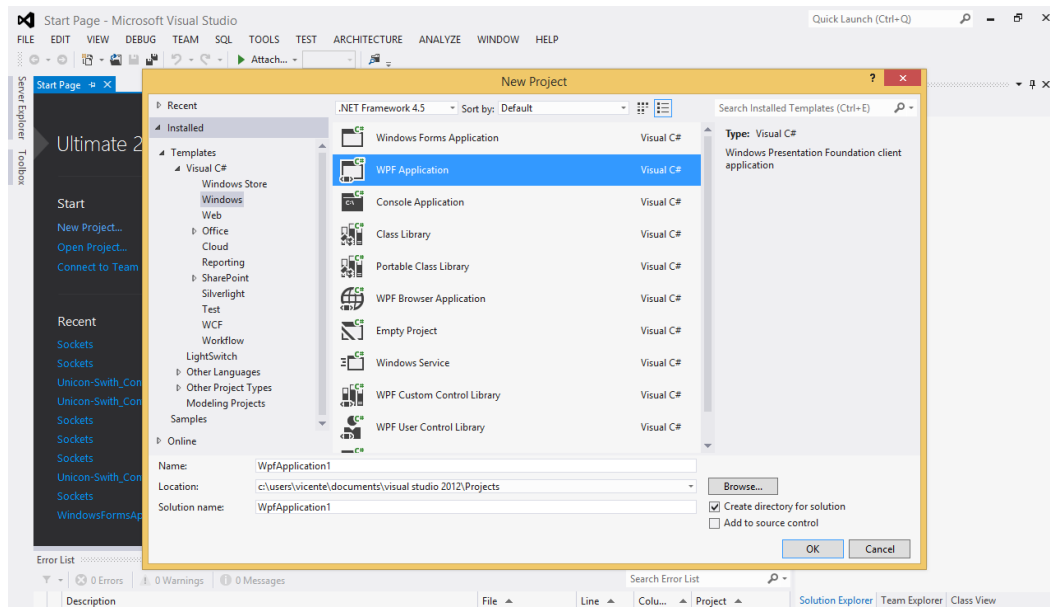 Start Page - Microsoft Visual Studio
Quick Launch (Ctrl+Q)
FILE EDIT VIEW DEBUG TEAM SQL TOOLS TEST ARCHITECTURE ANALYZE WINDOW HELP
Attach...
Server Explorer
Toolbox
Start Page
Ultimate 2
Start
New Project...
Open Project...
Connect to Team
Recent
Sockets
Sockets
Unicon-Swith_Con
Unicon-Swith_Con
Sockets
Sockets
Sockets
Unicon-Swith_Con
Sockets
WindowsFormsAp
New Project
?
Recent
Installed
Templates
Visual C#
Windows Store
Windows
Web
Office
Cloud
Reporting
SharePoint
Silverlight
Test
WCF
Workflow
LightSwitch
Other Languages
Other Project Types
Modeling Projects
Samples
Online
.NET Framework 4.5 Sort by: Default
Search Installed Templates (Ctrl+E)
Windows Forms Application Visual C#
WPF Application Visual C#
Console Application Visual C#
Class Library Visual C#
Portable Class Library Visual C#
WPF Browser Application Visual C#
Empty Project Visual C#
Windows Service Visual C#
WPF Custom Control Library Visual C#
WPF User Control Library Visual C#
Type: Visual C#
Windows Presentation Foundation client
application
Name: WpfApplication1
Location: c:\users\vicente\documents\visual studio 2012\Projects
Browse...
Solution name: WpfApplication1
Create directory for solution
Add to source control
OK Cancel
Error List
0 Errors 0 Warnings 0 Messages
Search Error List
Description File Line Colu... Project
Solution Explorer Team Explorer Class View